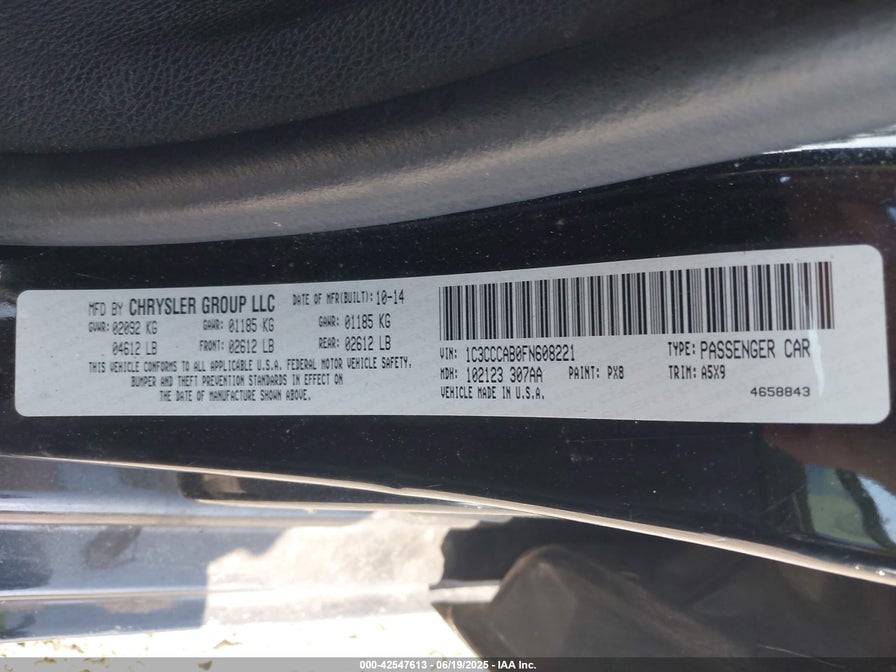 MFD BY CHRYSLER GROUP LLC DATE OF MFR(BUILT): 10-14
GVWR: 02092 KG GAWR: 01185 KG GAWR: 01185 KG
04612 LB FRONT: 02612 LB REAR: 02612 LB
THIS VEHICLE CONFORMS TO ALL APPLICABLE U.S.A. FEDERAL MOTOR VEHICLE SAFETY,
BUMPER AND THEFT PREVENTION STANDARDS IN EFFECT ON
THE DATE OF MANUFACTURE SHOWN ABOVE.
VIN: 1C3CCCAB0FN608221 TYPE: PASSENGER CAR
MDH: 102123 307AA PAINT: PX8 TRIM: A5X9
VEHICLE MADE IN U.S.A. 4658843
000-42547613 - 06/19/2025 - IAA Inc.